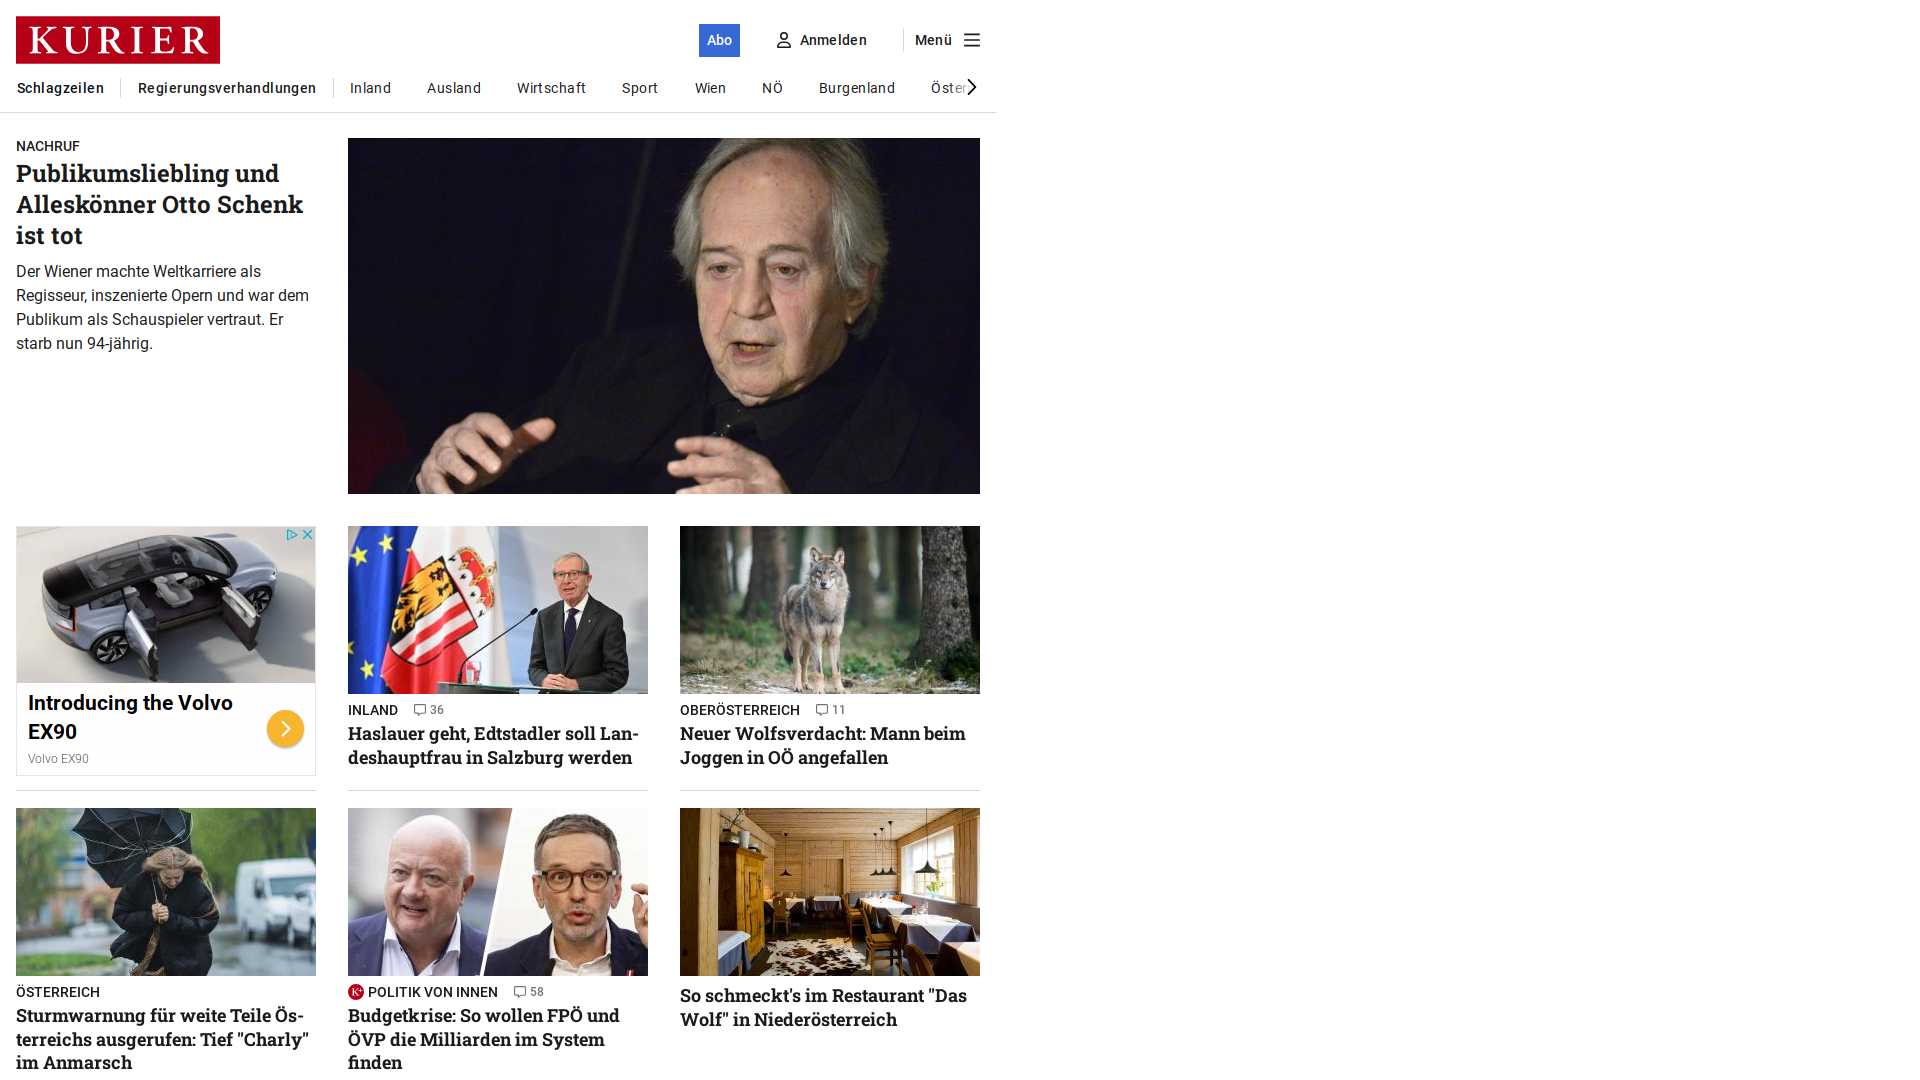 KURIER
Abo
Anmelden
Menü
Schlagzeilen
Regierungsverhandlungen
Inland
Ausland
Wirtschaft
Sport
Wien
NÖ
Burgenland
Öster
NACHRUF
Publikumsliebling und
Alleskönner Otto Schenk
ist tot
Der Wiener machte Weltkarriere als
Regisseur, inszenierte Opern und war dem
Publikum als Schauspieler vertraut. Er
starb nun 94-jährig.
Introducing the Volvo
EX90
Volvo EX90
INLAND 36
Haslauer geht, Edtstadler soll Lan-
deshauptfrau in Salzburg werden
OBERÖSTERREICH 11
Neuer Wolfsverdacht: Mann beim
Joggen in OÖ angefallen
ÖSTERREICH
Sturmwarnung für weite Teile Ös-
terreichs ausgerufen: Tief "Charly"
im Anmarsch
K+ POLITIK VON INNEN 58
Budgetkrise: So wollen FPÖ und
ÖVP die Milliarden im System
finden
So schmeckt's im Restaurant "Das
Wolf" in Niederösterreich